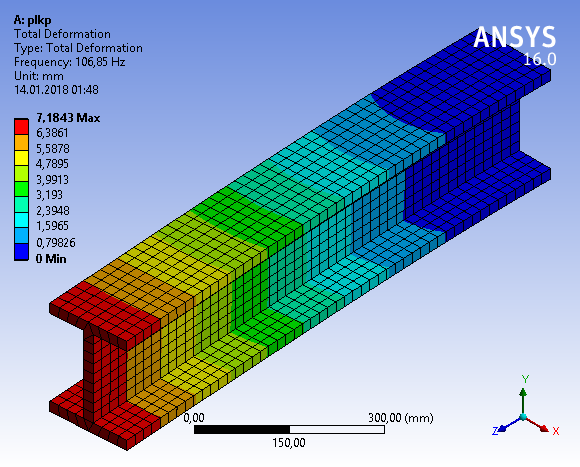 A: plkp
Total Deformation
Type: Total Deformation
Frequency: 106,85 Hz
Unit: mm
14.01.2018 01:48
ANSYS
16.0
7,1843 Max
6,3861
5,5878
4,7895
3,9913
3,193
2,3948
1,5965
0,79826
0 Min
0,00
300,00 (mm)
150,00
Y
Z
X